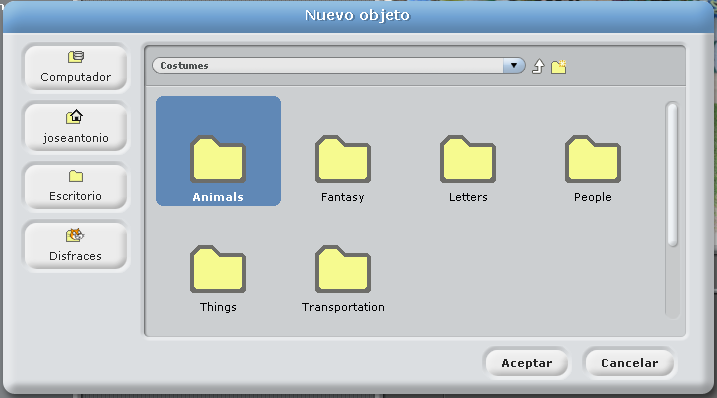 Nuevo objeto
Computador
joseantonio
Escritorio
Disfraces
Costumes
Animals
Fantasy
Letters
People
Things
Transportation
Aceptar
Cancelar